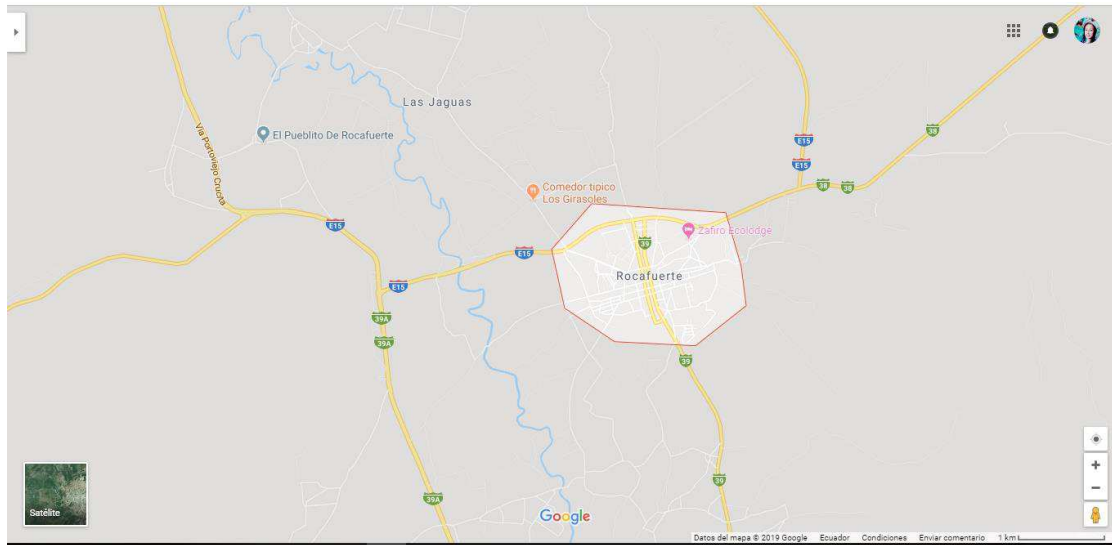 Las Jaguas
El Pueblito De Rocafuerte
Vía Portoviejo Crucita
E15
E15
38
38
38
Comedor tipico
Los Girasoles
E15
E15
E15
39
Zafiro Ecolodge
Rocafuerte
39A
39A
39
39A
39
Satélite
Google
Datos del mapa © 2019 Google Ecuador Condiciones Enviar comentario 1 km